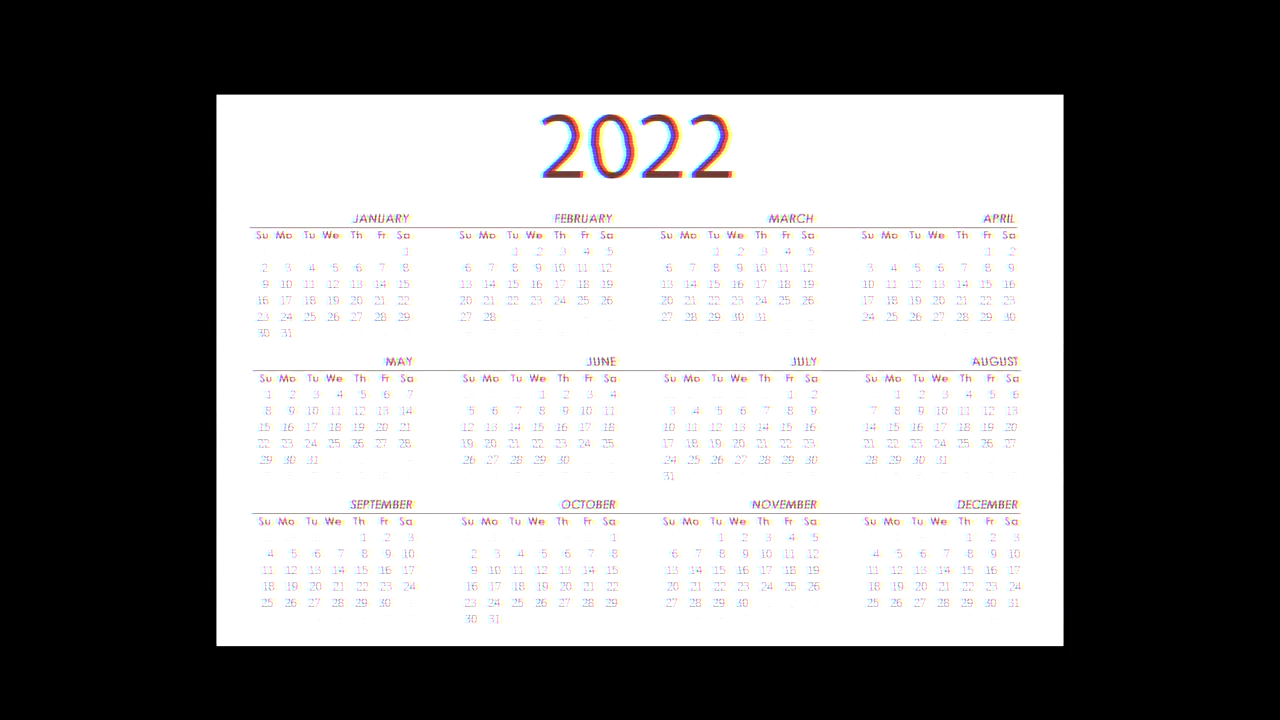 2022
JANUARY FEBRUARY MARCH APRIL
Su Mo Tu We Th Fr Sa Su Mo Tu We Th Fr Sa Su Mo Tu We Th Fr Sa Su Mo Tu We Th Fr Sa
1 1 2 3 4 5 1 2 3 4 5 1 2
2 3 4 5 6 7 8 6 7 8 9 10 11 12 6 7 8 9 10 11 12 3 4 5 6 7 8 9
9 10 11 12 13 14 15 13 14 15 16 17 18 19 13 14 15 16 17 18 19 10 11 12 13 14 15 16
16 17 18 19 20 21 22 20 21 22 23 24 25 26 20 21 22 23 24 25 26 17 18 19 20 21 22 23
23 24 25 26 27 28 29 27 28 27 28 29 30 31 24 25 26 27 28 29 30
30 31
MAY JUNE JULY AUGUST
Su Mo Tu We Th Fr Sa Su Mo Tu We Th Fr Sa Su Mo Tu We Th Fr Sa Su Mo Tu We Th Fr Sa
1 2 3 4 5 6 7 1 2 3 4 1 2 1 2 3 4 5 6
8 9 10 11 12 13 14 5 6 7 8 9 10 11 3 4 5 6 7 8 9 7 8 9 10 11 12 13
15 16 17 18 19 20 21 12 13 14 15 16 17 18 10 11 12 13 14 15 16 14 15 16 17 18 19 20
22 23 24 25 26 27 28 19 20 21 22 23 24 25 17 18 19 20 21 22 23 21 22 23 24 25 26 27
29 30 31 26 27 28 29 30 24 25 26 27 28 29 30 28 29 30 31
31
SEPTEMBER OCTOBER NOVEMBER DECEMBER
Su Mo Tu We Th Fr Sa Su Mo Tu We Th Fr Sa Su Mo Tu We Th Fr Sa Su Mo Tu We Th Fr Sa
1 2 3 1 1 2 3 4 5 1 2 3
4 5 6 7 8 9 10 2 3 4 5 6 7 8 6 7 8 9 10 11 12 4 5 6 7 8 9 10
11 12 13 14 15 16 17 9 10 11 12 13 14 15 13 14 15 16 17 18 19 11 12 13 14 15 16 17
18 19 20 21 22 23 24 16 17 18 19 20 21 22 20 21 22 23 24 25 26 18 19 20 21 22 23 24
25 26 27 28 29 30 23 24 25 26 27 28 29 27 28 29 30 25 26 27 28 29 30 31
30 31